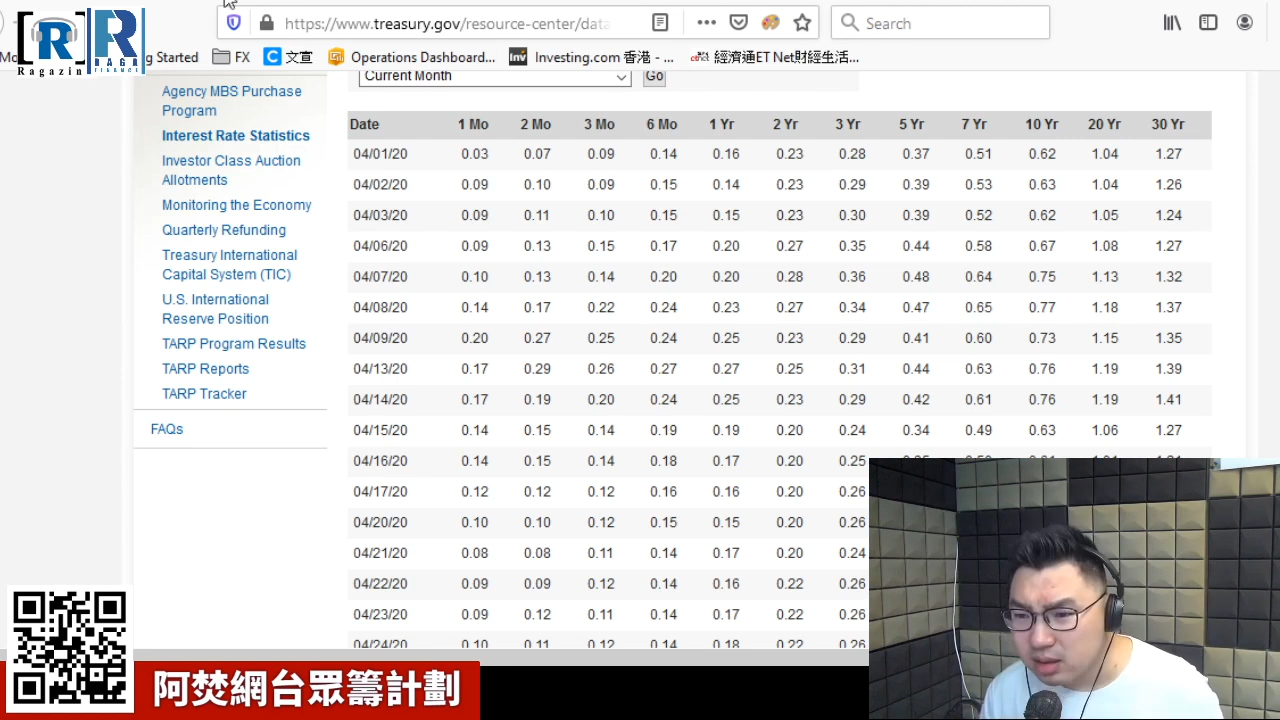 https://www.treasury.gov/resource-center/data
Search
Ragazine
RAGA
FINANCE
g Started
FX
文宣
Operations Dashboard...
Inv
Investing.com 香港 - ...
經濟通ET Net財經生活...
Current Month
Go
Agency MBS Purchase
Program
Interest Rate Statistics
Investor Class Auction
Allotments
Monitoring the Economy
Quarterly Refunding
Treasury International
Capital System (TIC)
U.S. International
Reserve Position
TARP Program Results
TARP Reports
TARP Tracker
FAQs
Date 1 Mo 2 Mo 3 Mo 6 Mo 1 Yr 2 Yr 3 Yr 5 Yr 7 Yr 10 Yr 20 Yr 30 Yr
04/01/20 0.03 0.07 0.09 0.14 0.16 0.23 0.28 0.37 0.51 0.62 1.04 1.27
04/02/20 0.09 0.10 0.09 0.15 0.14 0.23 0.29 0.39 0.53 0.63 1.04 1.26
04/03/20 0.09 0.11 0.10 0.15 0.15 0.23 0.30 0.39 0.52 0.62 1.05 1.24
04/06/20 0.09 0.13 0.15 0.17 0.20 0.27 0.35 0.44 0.58 0.67 1.08 1.27
04/07/20 0.10 0.13 0.14 0.20 0.20 0.28 0.36 0.48 0.64 0.75 1.13 1.32
04/08/20 0.14 0.17 0.22 0.24 0.23 0.27 0.34 0.47 0.65 0.77 1.18 1.37
04/09/20 0.20 0.27 0.25 0.24 0.25 0.23 0.29 0.41 0.60 0.73 1.15 1.35
04/13/20 0.17 0.29 0.26 0.27 0.27 0.25 0.31 0.44 0.63 0.76 1.19 1.39
04/14/20 0.17 0.19 0.20 0.24 0.25 0.23 0.29 0.42 0.61 0.76 1.19 1.41
04/15/20 0.14 0.15 0.14 0.19 0.19 0.20 0.24 0.34 0.49 0.63 1.06 1.27
04/16/20 0.14 0.15 0.14 0.18 0.17 0.20 0.25
04/17/20 0.12 0.12 0.12 0.16 0.16 0.20 0.26
04/20/20 0.10 0.10 0.12 0.15 0.15 0.20 0.26
04/21/20 0.08 0.08 0.11 0.14 0.17 0.20 0.24
04/22/20 0.09 0.09 0.12 0.14 0.16 0.22 0.26
04/23/20 0.09 0.12 0.11 0.14 0.17 0.22 0.26
04/24/20 0.10 0.11 0.12 0.14 0.18 0.22 0.26
阿焚網台眾籌計劃